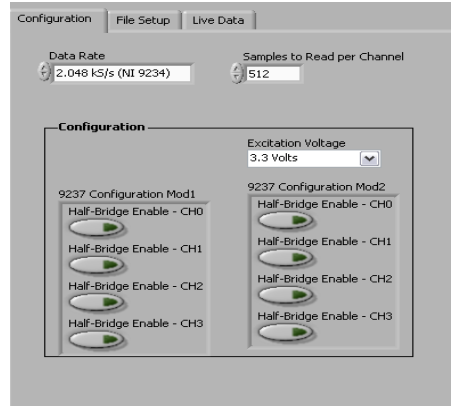 Configuration File Setup Live Data
Data Rate Samples to Read per Channel
2.048 kS/s (NI 9234) 512
Configuration
Excitation Voltage
3.3 Volts
9237 Configuration Mod1
Half-Bridge Enable - CH0
Half-Bridge Enable - CH1
Half-Bridge Enable - CH2
Half-Bridge Enable - CH3
9237 Configuration Mod2
Half-Bridge Enable - CH0
Half-Bridge Enable - CH1
Half-Bridge Enable - CH2
Half-Bridge Enable - CH3